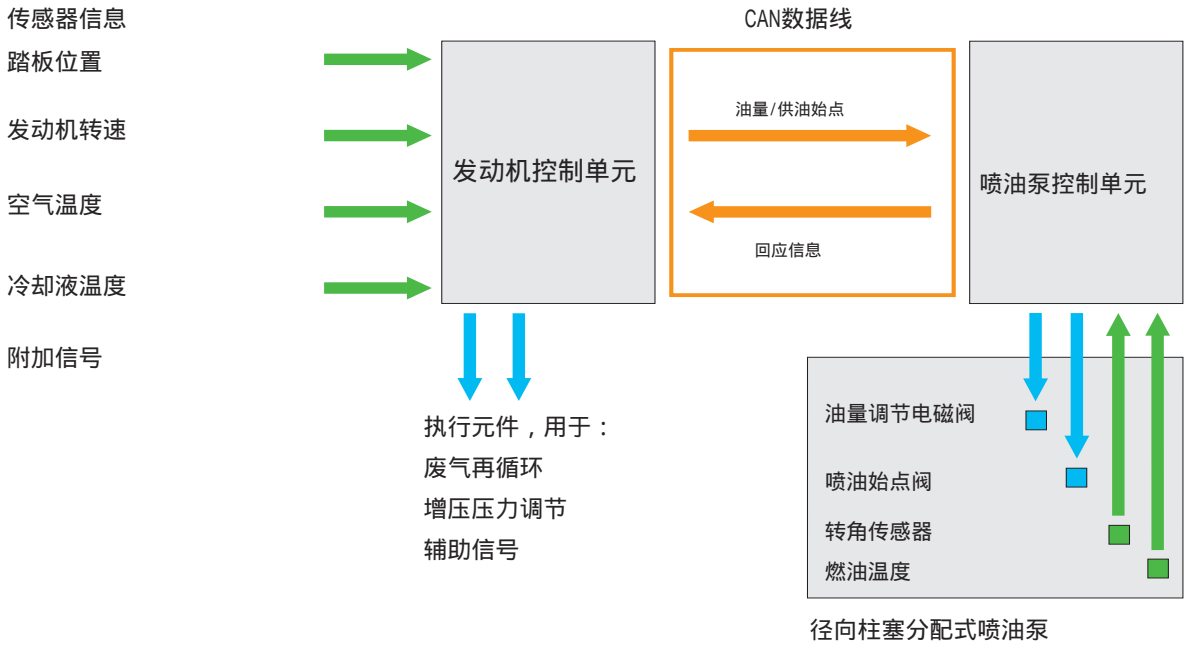 传感器信息
踏板位置
发动机转速
空气温度
冷却液温度
附加信号
发动机控制单元
CAN数据线
油量/供油始点
回应信息
喷油泵控制单元
执行元件，用于：
废气再循环
增压压力调节
辅助信号
油量调节电磁阀
喷油始点阀
转角传感器
燃油温度
径向柱塞分配式喷油泵